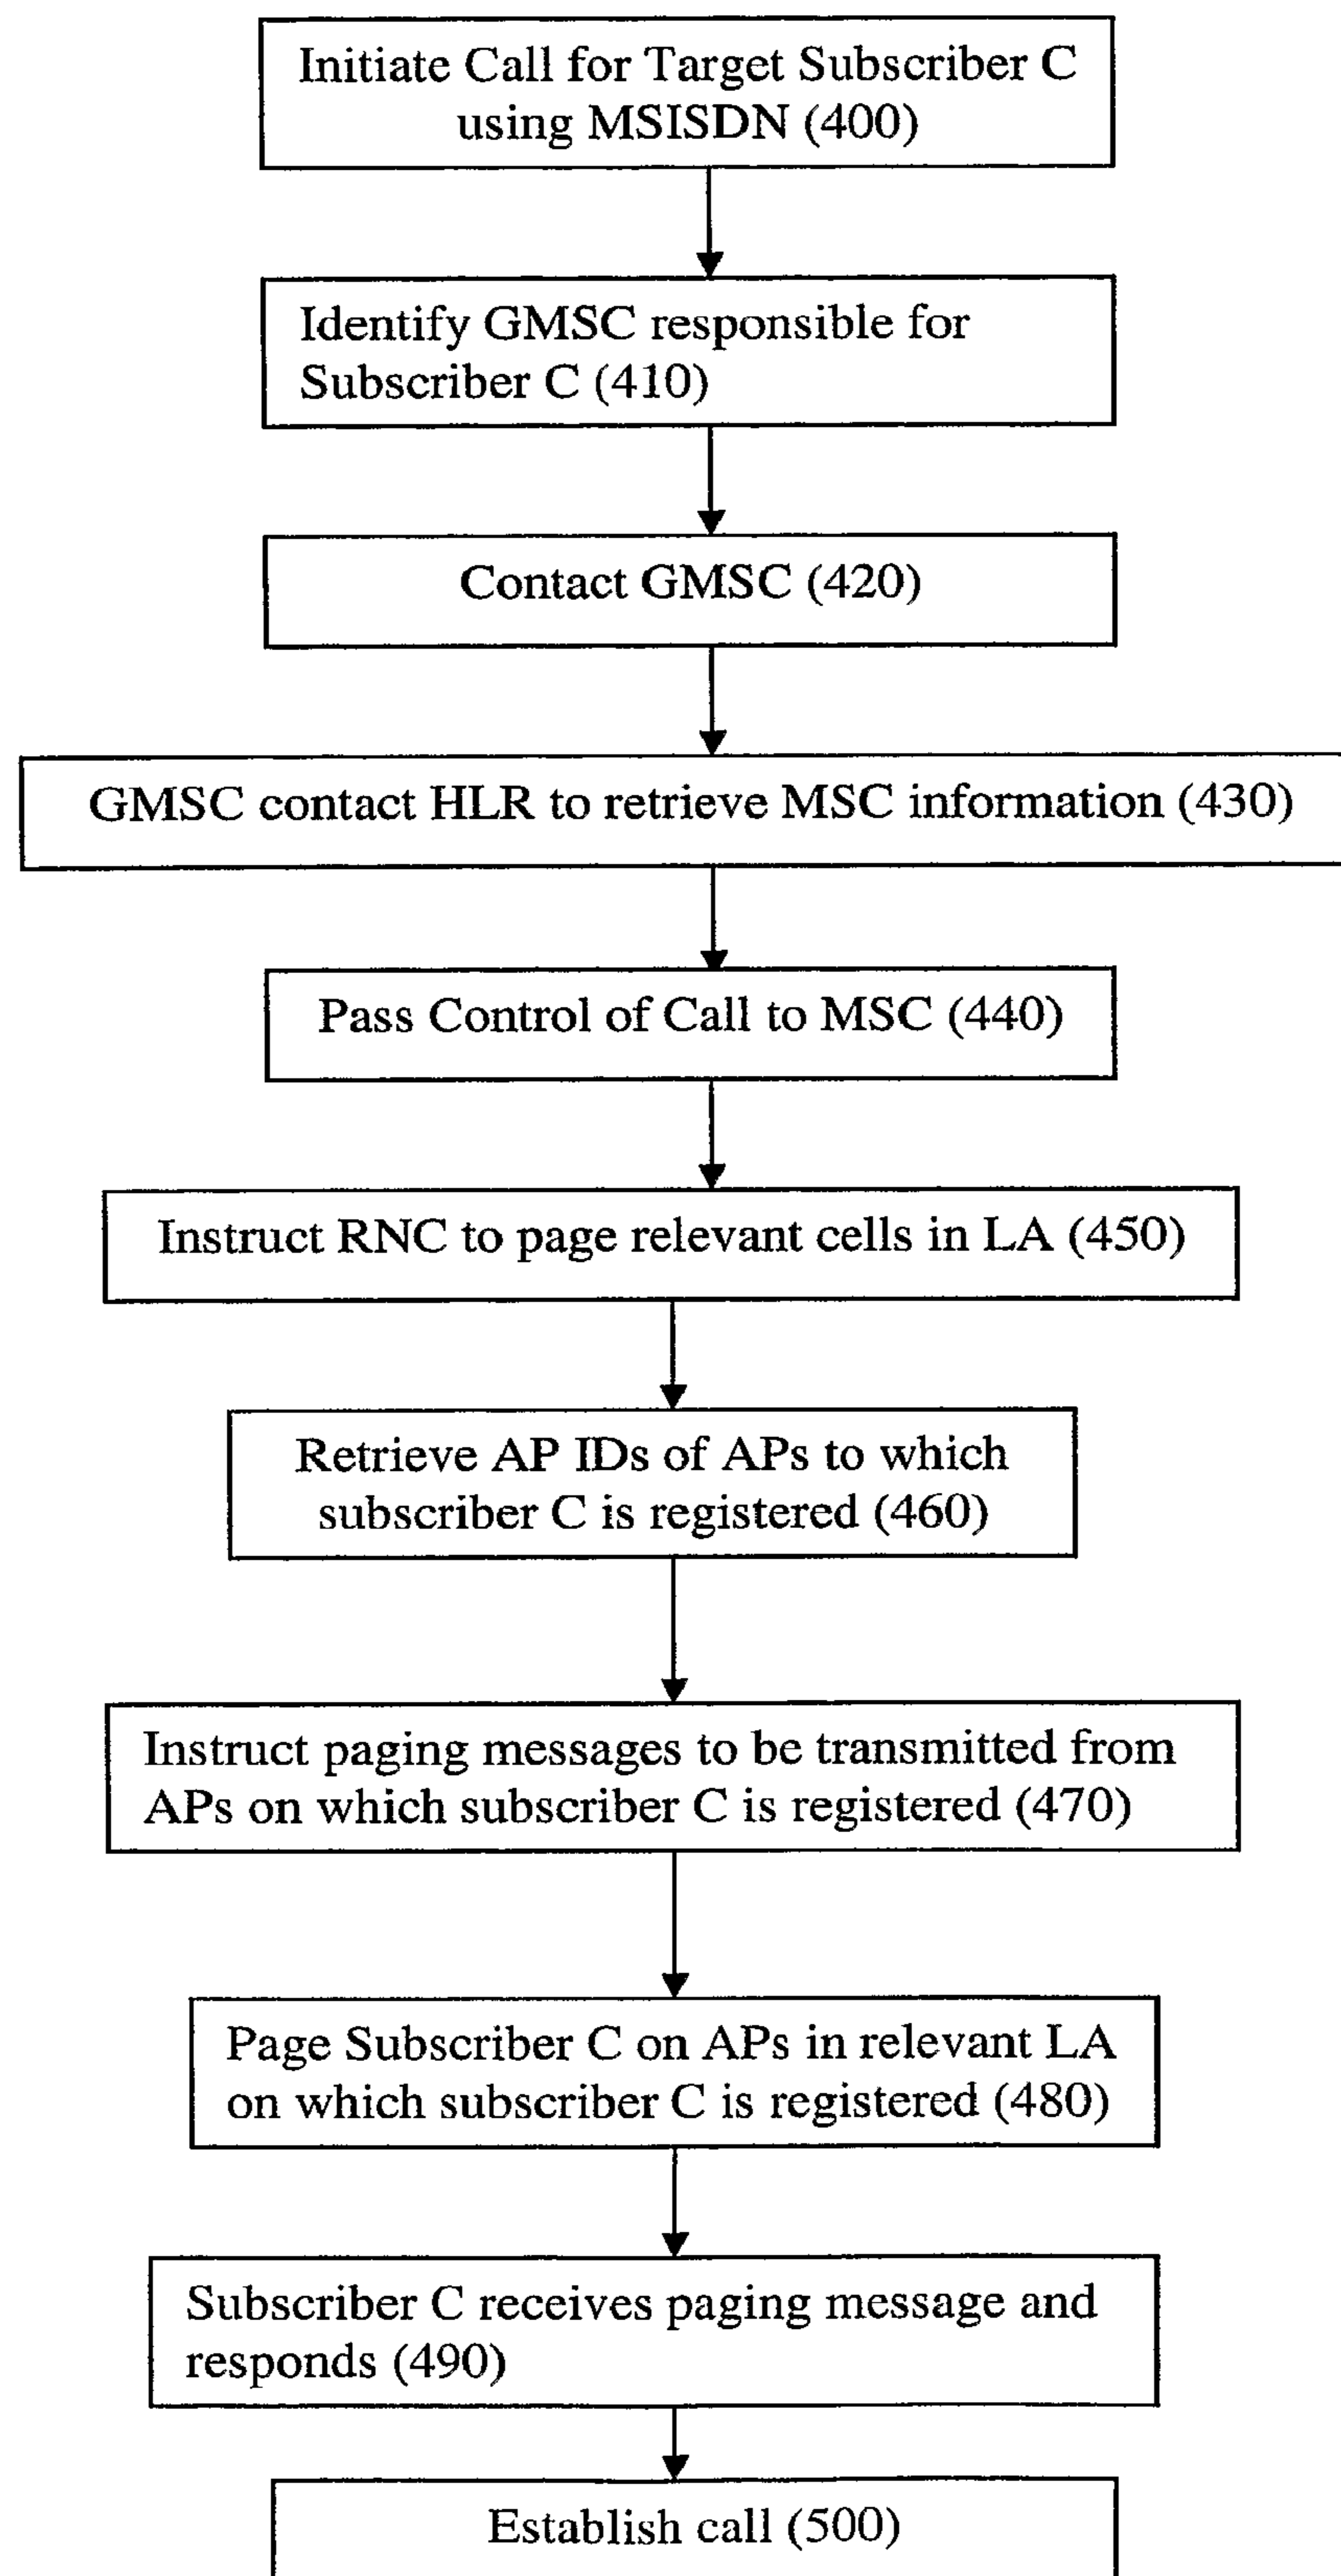 Initiate Call for Target Subscriber C
using MSISDN (400)
Identify GMSC responsible for
Subscriber C (410)
Contact GMSC (420)
GMSC contact HLR to retrieve MSC information (430)
Pass Control of Call to MSC (440)
Instruct RNC to page relevant cells in LA (450)
Retrieve AP IDs of APs to which
subscriber C is registered (460)
Instruct paging messages to be transmitted from
APs on which subscriber C is registered (470)
Page Subscriber C on APs in relevant LA
on which subscriber C is registered (480)
Subscriber C receives paging message and
responds (490)
Establish call (500)